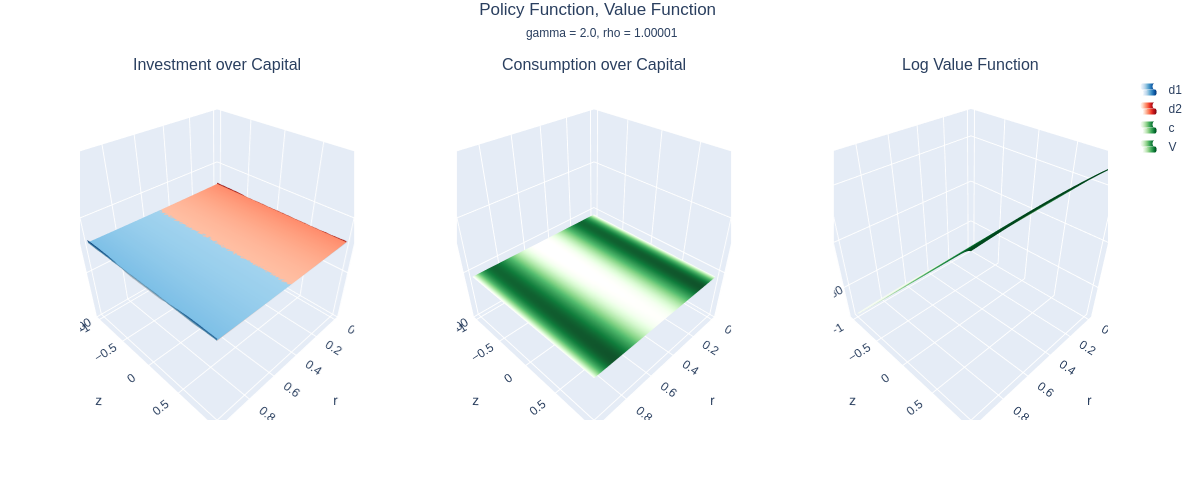 Policy Function, Value Function
gamma = 2.0, rho = 1.00001
Investment over Capital
Consumption over Capital
Log Value Function
d1
d2
c
V
−0.5
0
0.5
z
0
0.2
0.4
0.6
0.8
r
−0.5
0
0.5
z
0
0.2
0.4
0.6
0.8
r
−1
−0.5
0
0.5
z
0
0.2
0.4
0.6
0.8
r